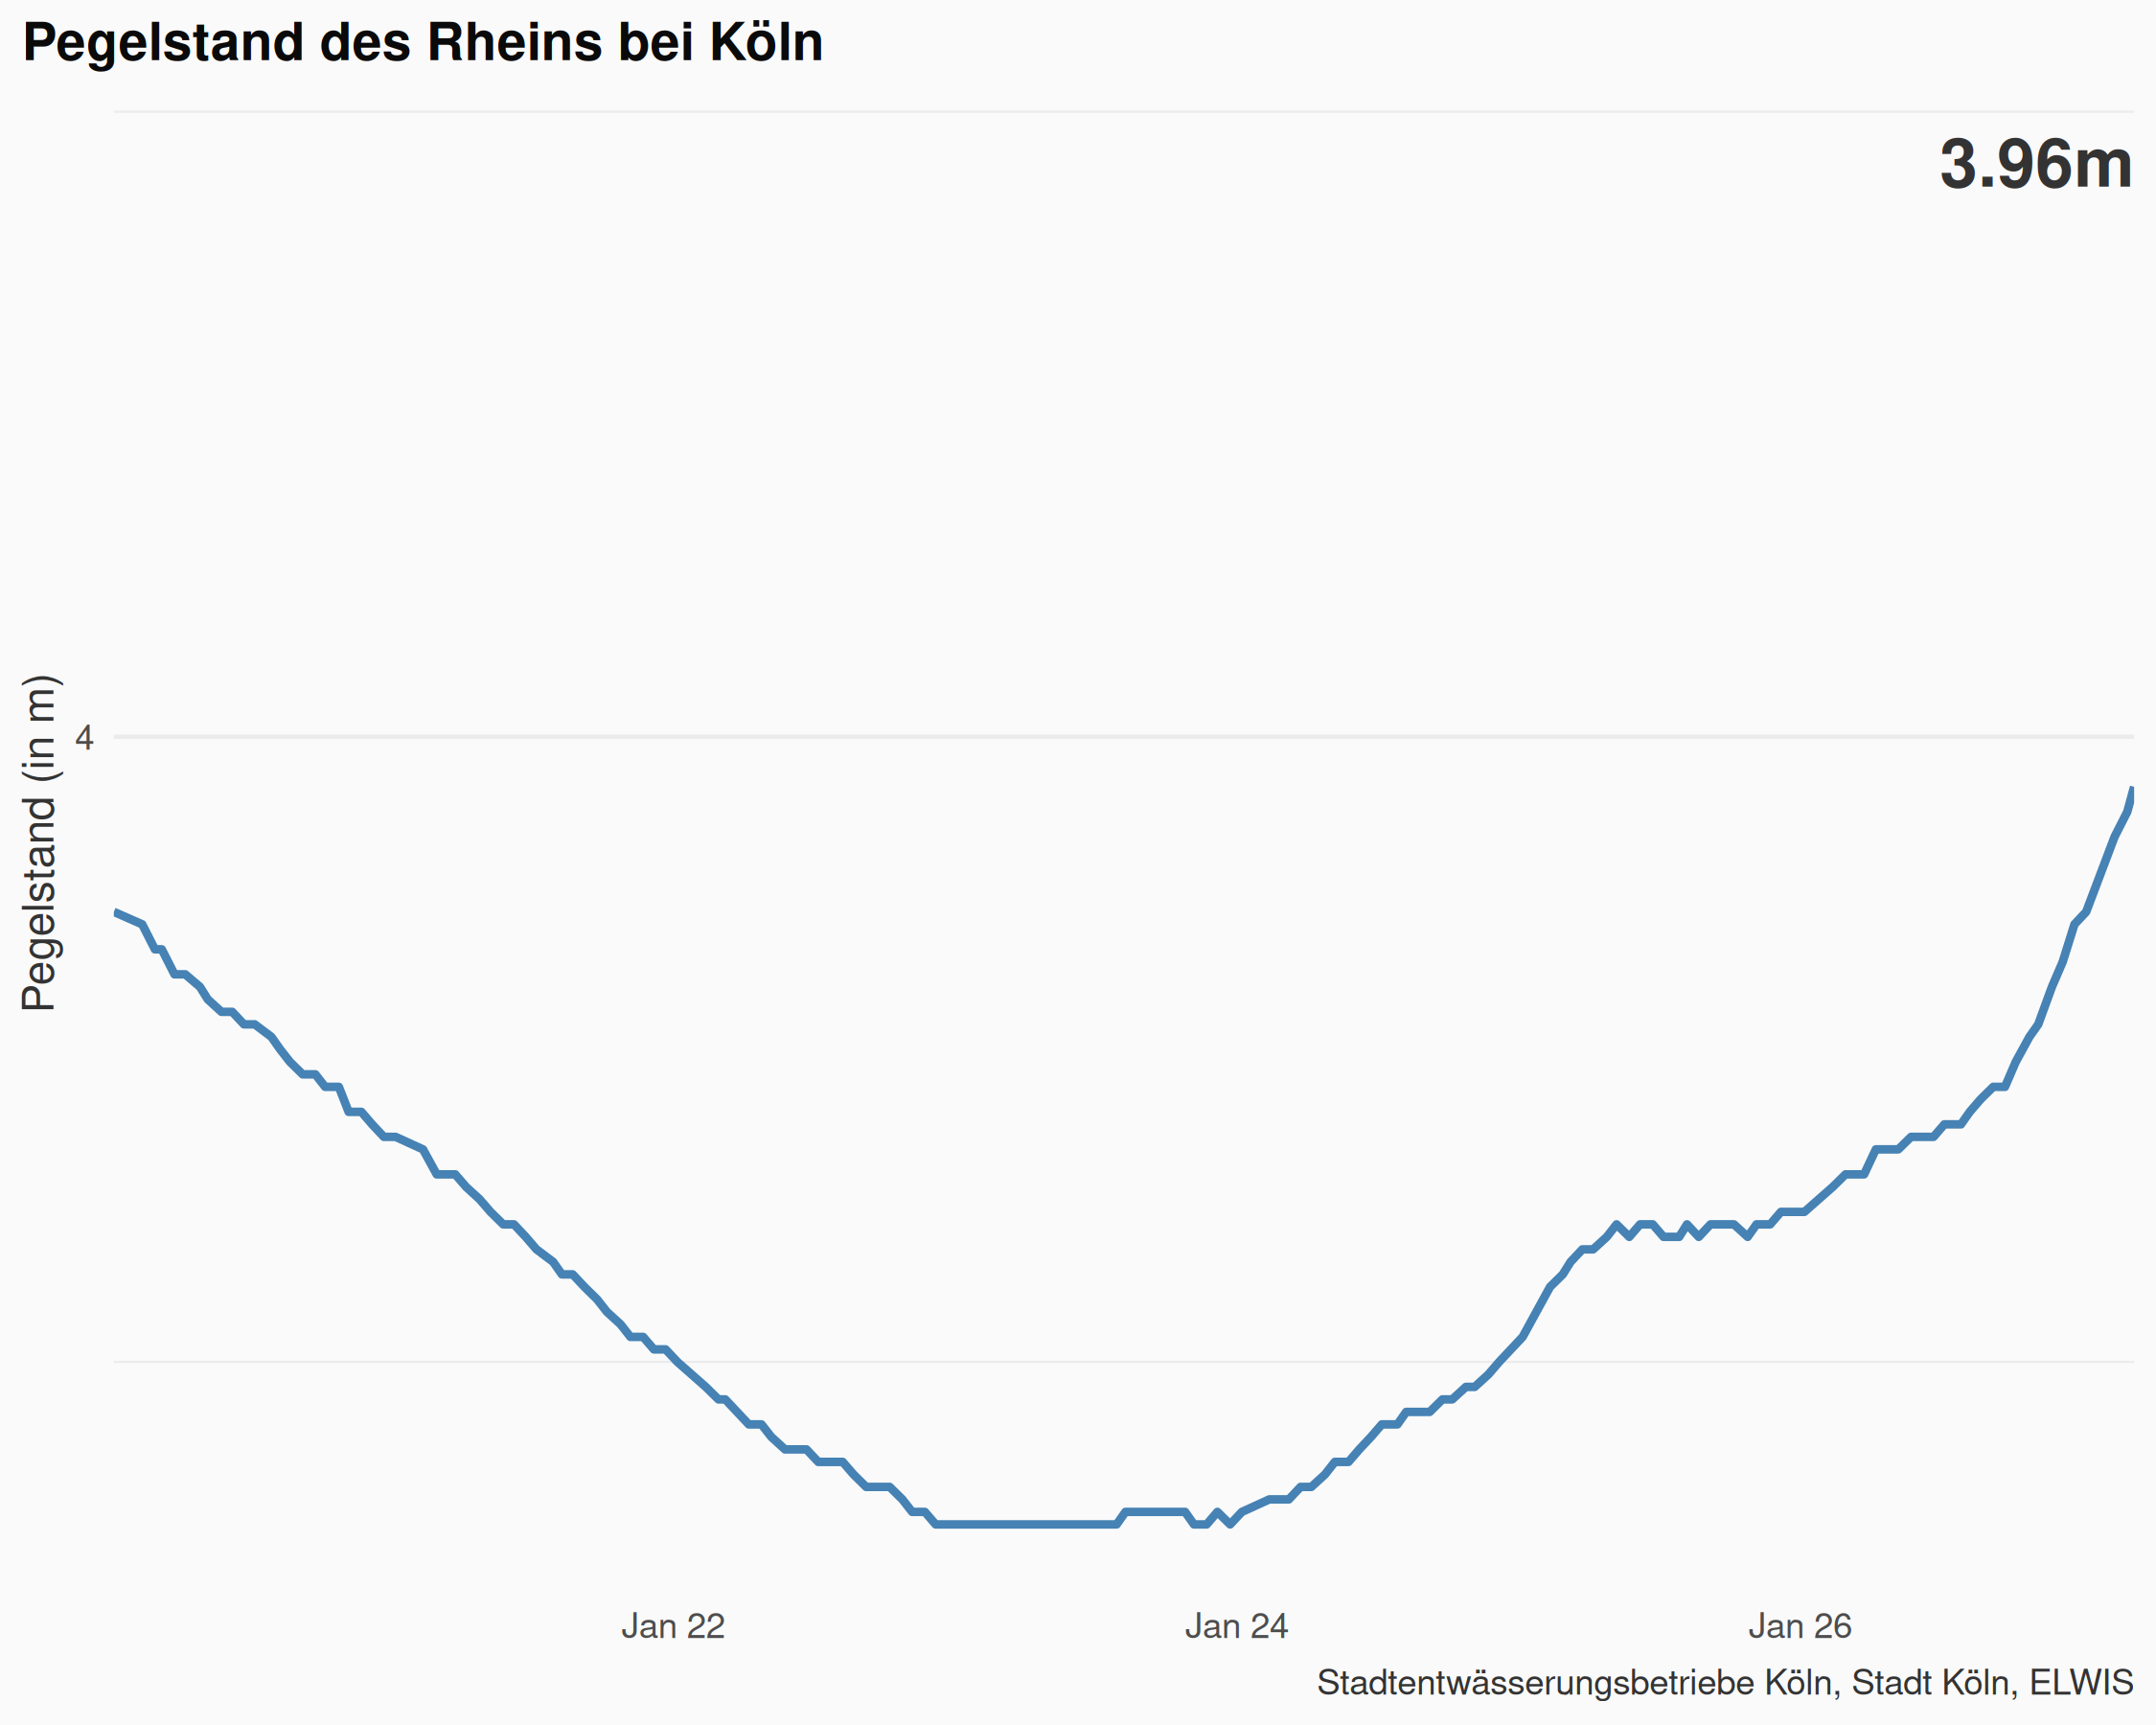 Pegelstand des Rheins bei Köln
3.96m
Pegelstand (in m)
4
Jan 22
Jan 24
Jan 26
Stadtentwässerungsbetriebe Köln, Stadt Köln, ELWIS